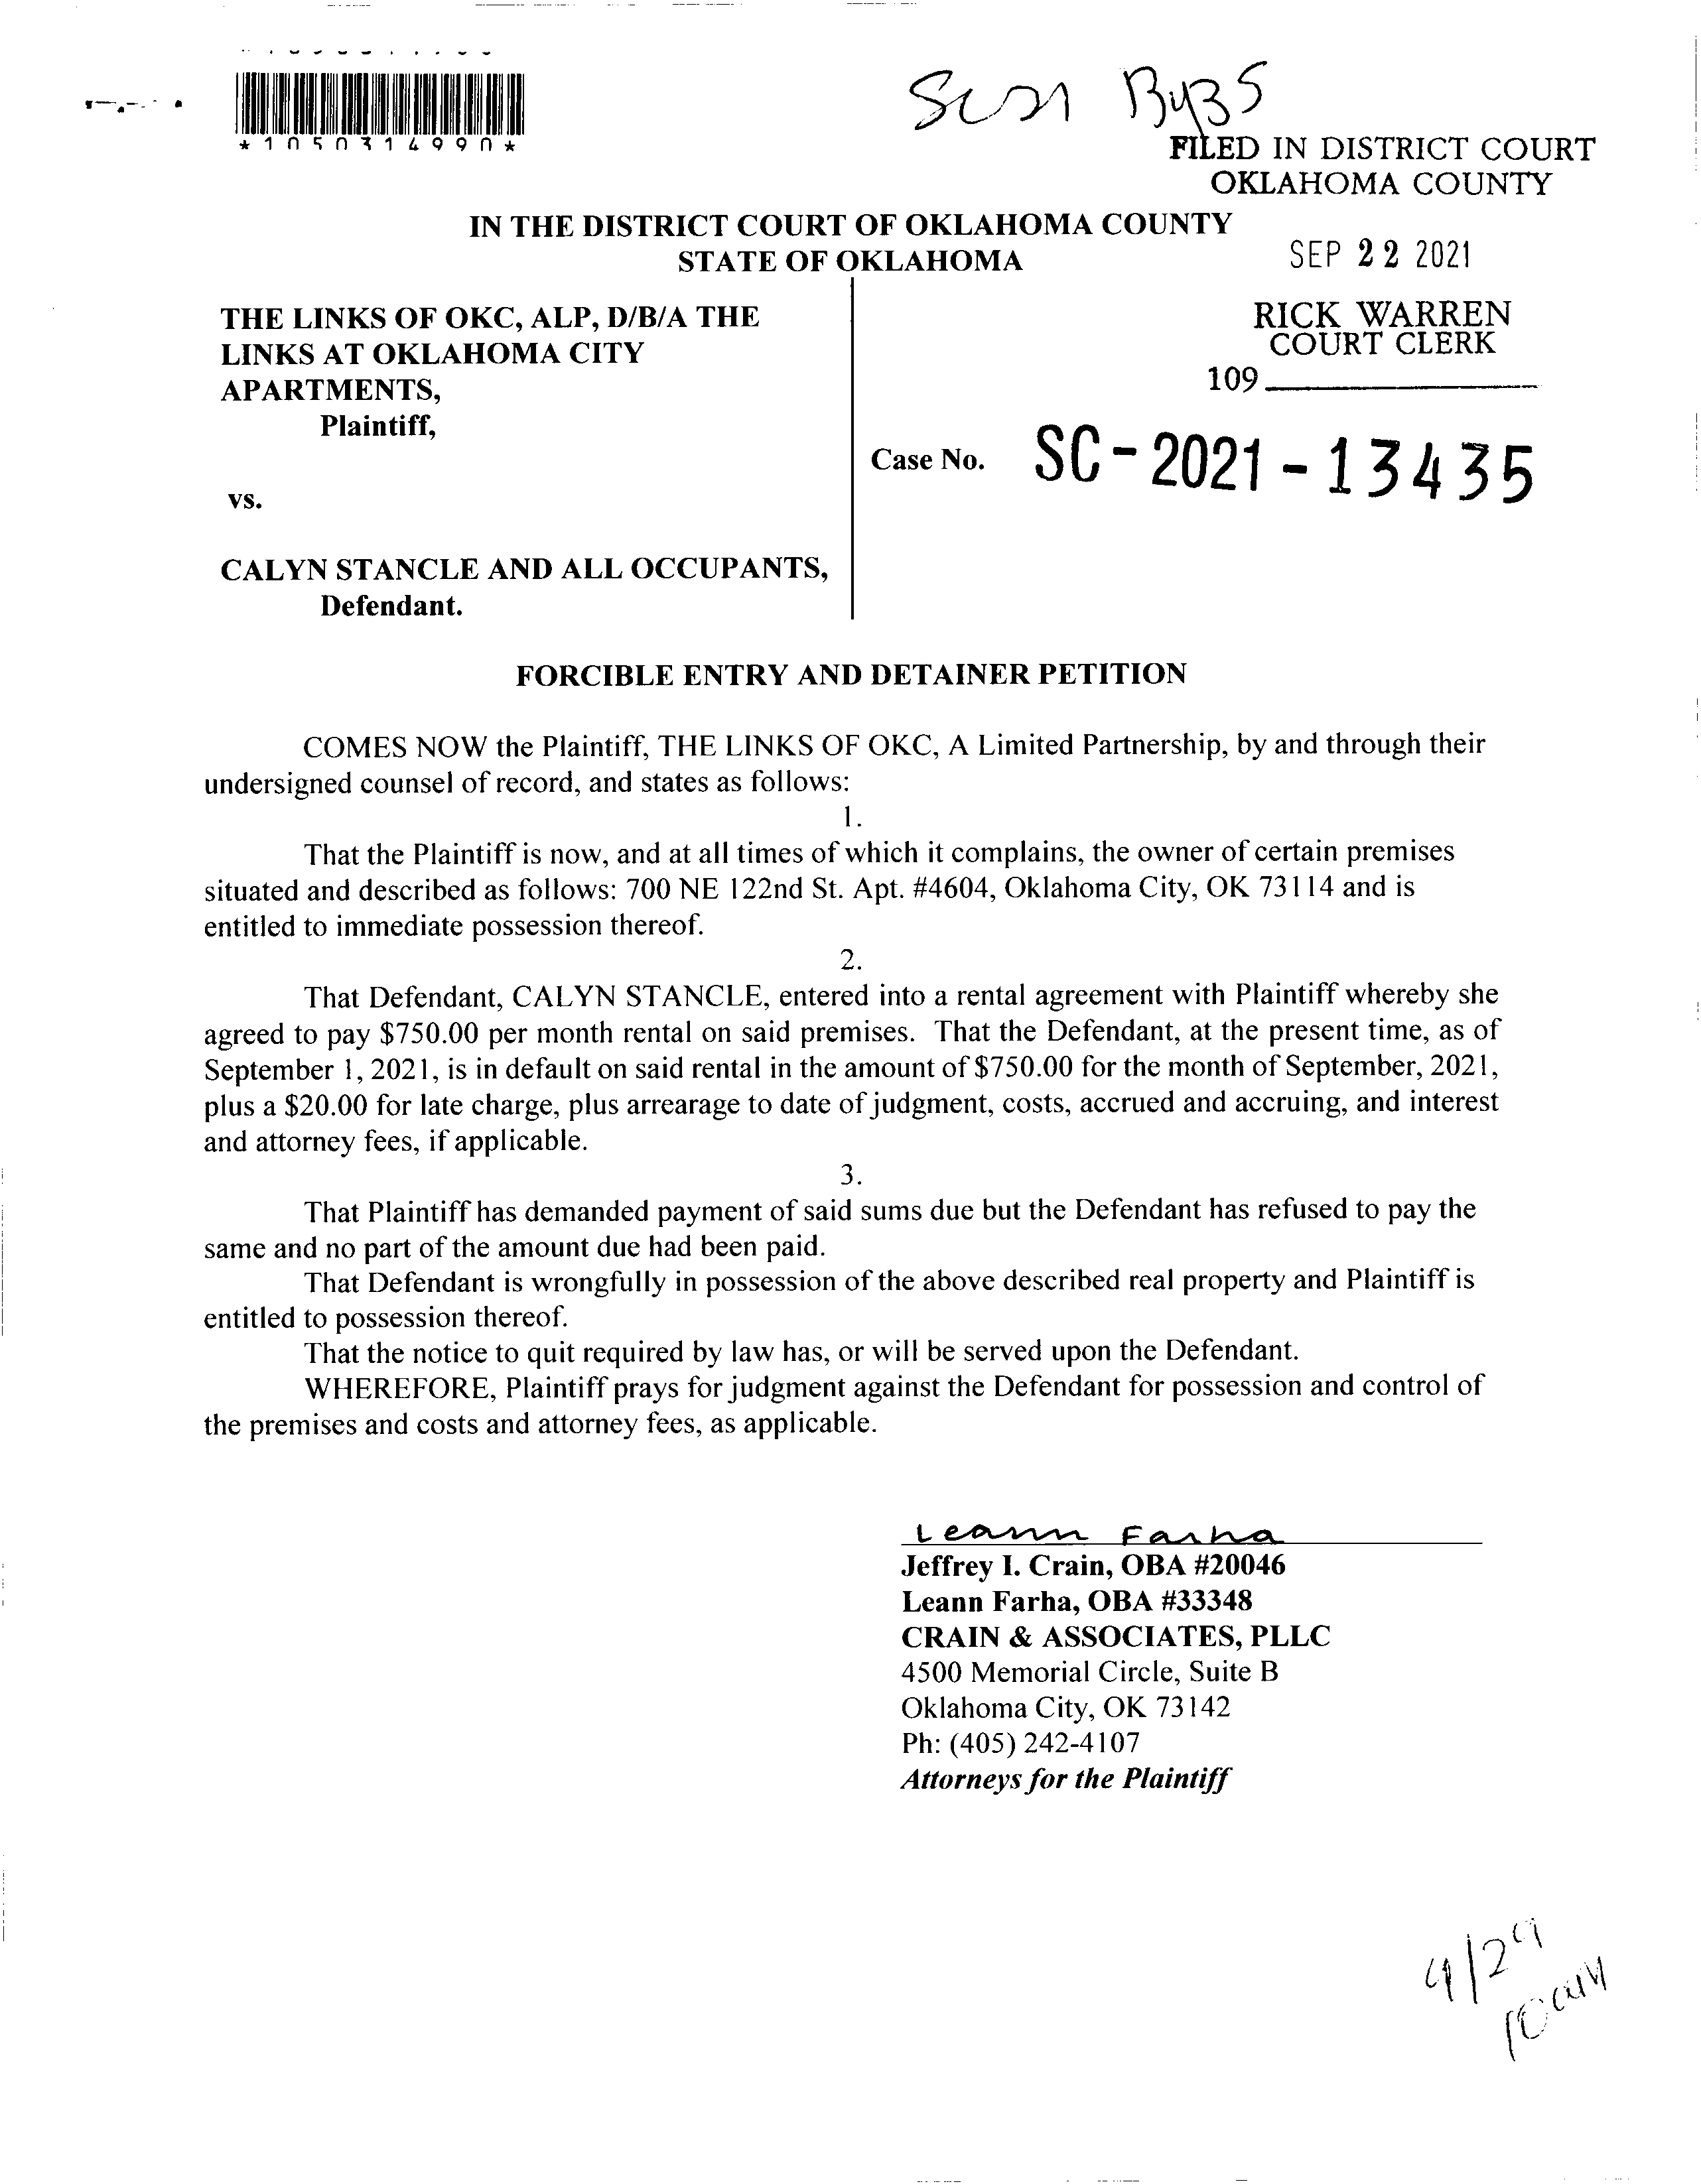 *1050314990*
FILED IN DISTRICT COURT
OKLAHOMA COUNTY
IN THE DISTRICT COURT OF OKLAHOMA COUNTY
STATE OF OKLAHOMA
SEP 22 2021
THE LINKS OF OKC, ALP, D/B/A THE
LINKS AT OKLAHOMA CITY
APARTMENTS,
Plaintiff,
RICK WARREN
COURT CLERK
109
Case No. SC-2021-13435
vs.
CALYN STANCLE AND ALL OCCUPANTS,
Defendant.
FORCIBLE ENTRY AND DETAINER PETITION
COMES NOW the Plaintiff, THE LINKS OF OKC, A Limited Partnership, by and through their
undersigned counsel of record, and states as follows:
1.
That the Plaintiff is now, and at all times of which it complains, the owner of certain premises
situated and described as follows: 700 NE 122nd St. Apt. #4604, Oklahoma City, OK 73114 and is
entitled to immediate possession thereof.
2.
That Defendant, CALYN STANCLE, entered into a rental agreement with Plaintiff whereby she
agreed to pay $750.00 per month rental on said premises. That the Defendant, at the present time, as of
September 1, 2021, is in default on said rental in the amount of $750.00 for the month of September, 2021,
plus a $20.00 for late charge, plus arrearage to date of judgment, costs, accrued and accruing, and interest
and attorney fees, if applicable.
3.
That Plaintiff has demanded payment of said sums due but the Defendant has refused to pay the
same and no part of the amount due had been paid.
That Defendant is wrongfully in possession of the above described real property and Plaintiff is
entitled to possession thereof.
That the notice to quit required by law has, or will be served upon the Defendant.
WHEREFORE, Plaintiff prays for judgment against the Defendant for possession and control of
the premises and costs and attorney fees, as applicable.
Leann Farha
Jeffrey I. Crain, OBA #20046
Leann Farha, OBA #33348
CRAIN & ASSOCIATES, PLLC
4500 Memorial Circle, Suite B
Oklahoma City, OK 73142
Ph: (405) 242-4107
Attorneys for the Plaintiff
9/29
10am